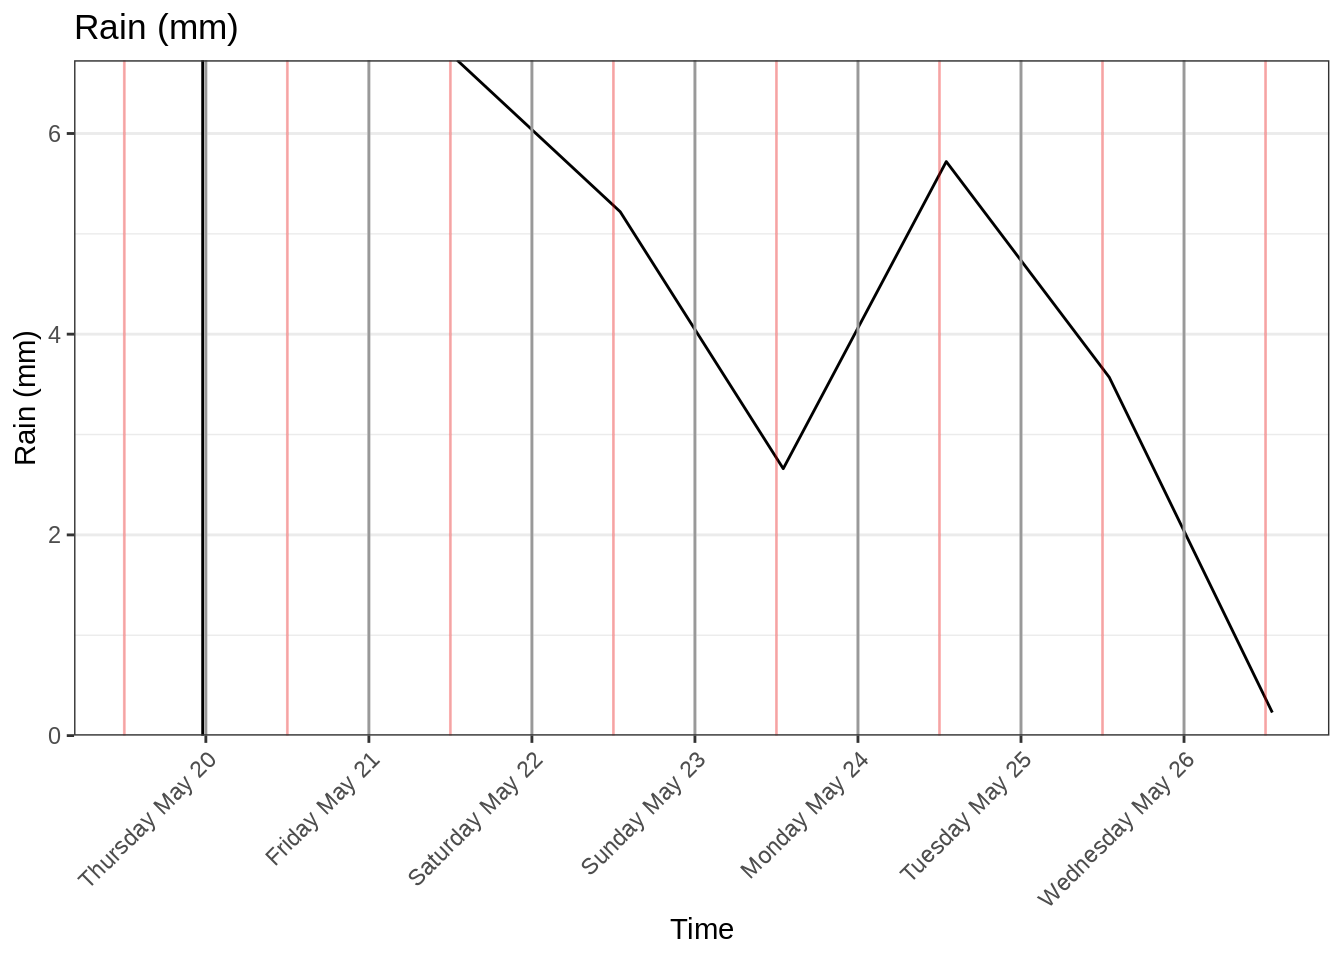 Rain (mm)
Rain (mm)
6
4
2
0
Thursday May 20
Friday May 21
Saturday May 22
Sunday May 23
Monday May 24
Tuesday May 25
Wednesday May 26
Time